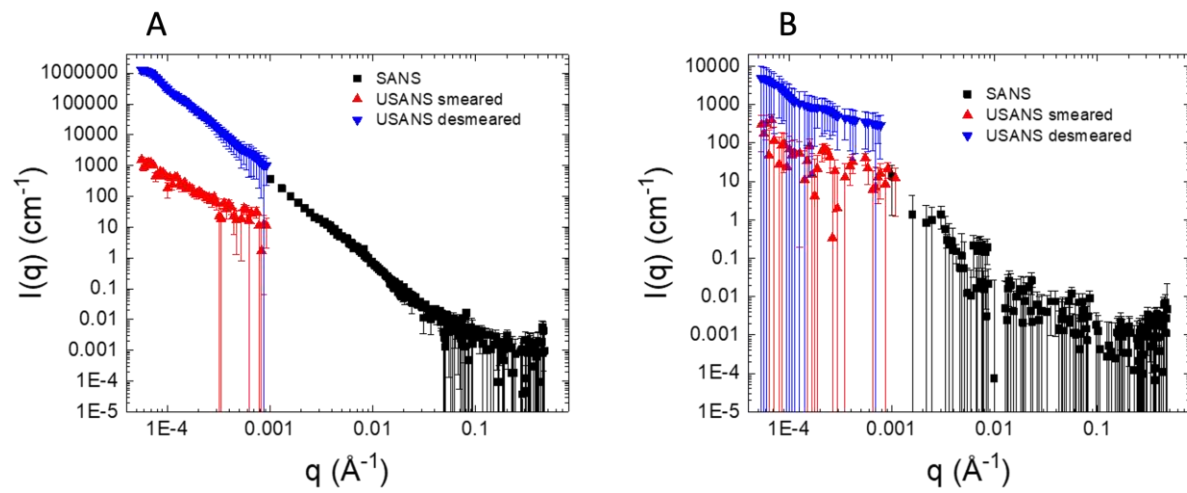 A
I(q) (cm⁻¹)
1000000
100000
10000
1000
100
10
1
0.1
0.01
0.001
1E-4
1E-5
SANS
USANS smeared
USANS desmeared
1E-4 0.001 0.01 0.1
q (Å⁻¹)
B
I(q) (cm⁻¹)
10000
1000
100
10
1
0.1
0.01
0.001
1E-4
1E-5
SANS
USANS smeared
USANS desmeared
1E-4 0.001 0.01 0.1
q (Å⁻¹)